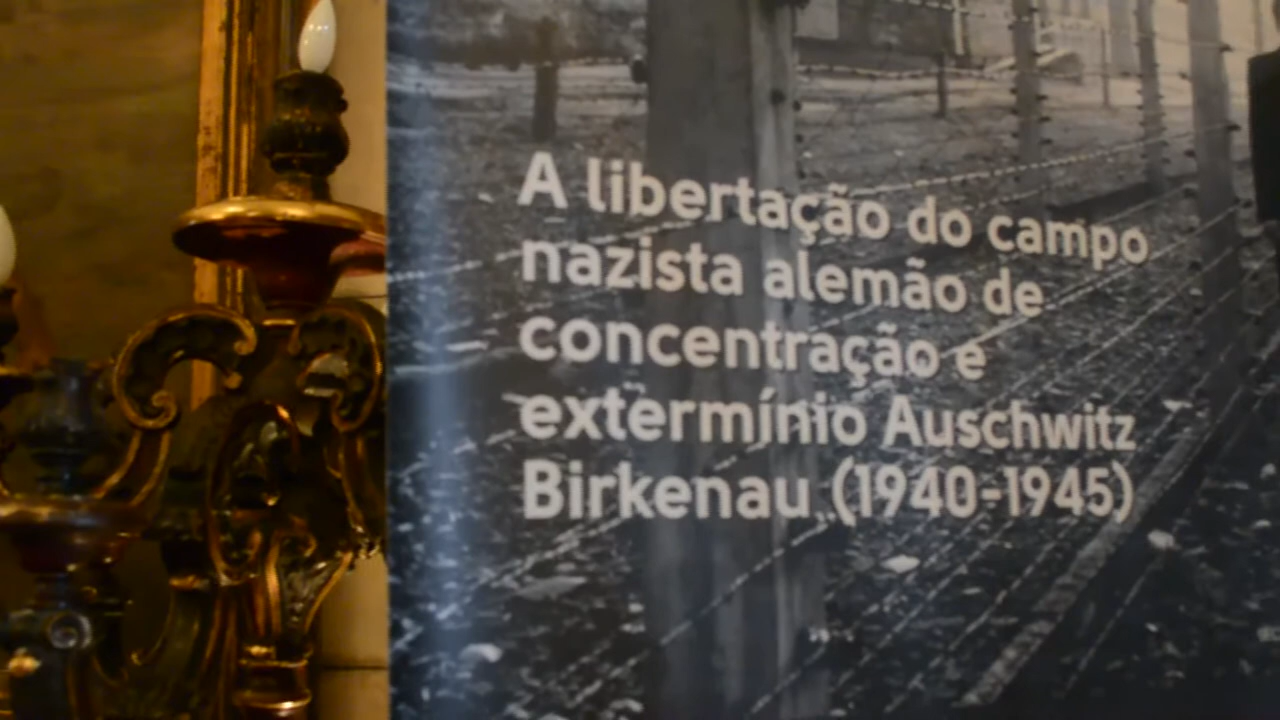 A libertação do campo
nazista alemão de
concentração e
extermínio Auschwitz
Birkenau (1940-1945)